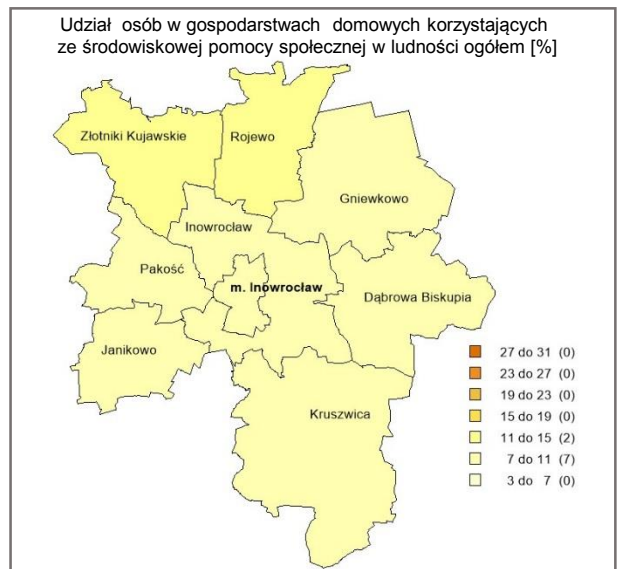 Udział osób w gospodarstwach domowych korzystających
ze środowiskowej pomocy społecznej w ludności ogółem [%]
Złotniki Kujawskie
Rojewo
Gniewkowo
Inowrocław
Pakość
m. Inowrocław
Dąbrowa Biskupia
Janikowo
Kruszwica
27 do 31 (0)
23 do 27 (0)
19 do 23 (0)
15 do 19 (0)
11 do 15 (2)
7 do 11 (7)
3 do 7 (0)